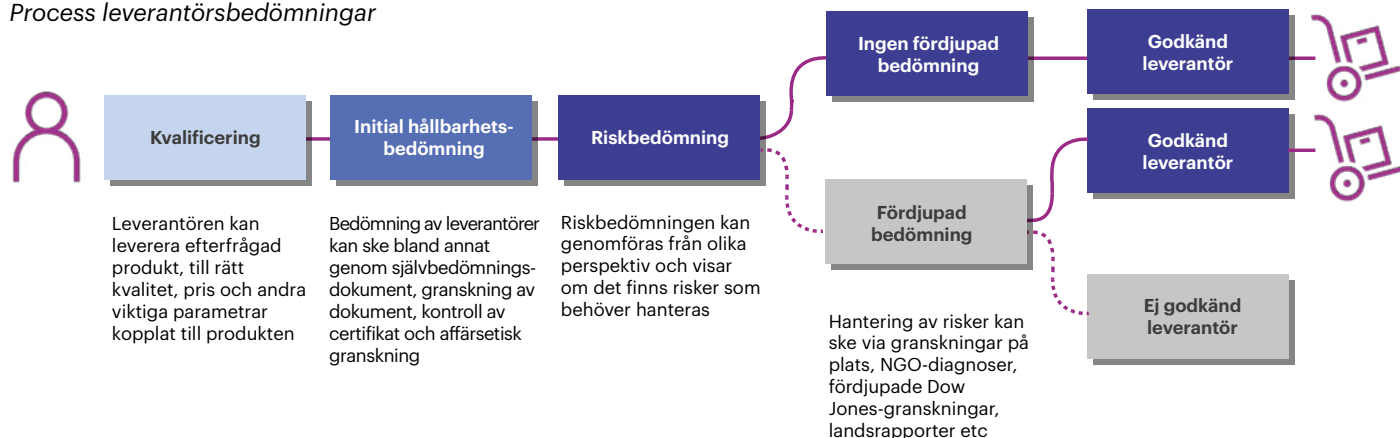 Process leverantörsbedömningar
Kvalificering
Leverantören kan
leverera efterfrågad
produkt, till rätt
kvalitet, pris och andra
viktiga parametrar
kopplat till produkten
Initial hållbarhets-
bedömning
Bedömning av leverantörer
kan ske bland annat
genom självbedömnings-
dokument, granskning av
dokument, kontroll av
certifikat och affärsetisk
granskning
Riskbedömning
Riskbedömningen kan
genomföras från olika
perspektiv och visar
om det finns risker som
behöver hanteras
Ingen fördjupad
bedömning
Godkänd
leverantör
Fördjupad
bedömning
Hantering av risker kan
ske via granskningar på
plats, NGO-diagnoser,
fördjupade Dow
Jones-granskningar,
landsrapporter etc
Godkänd
leverantör
Ej godkänd
leverantör